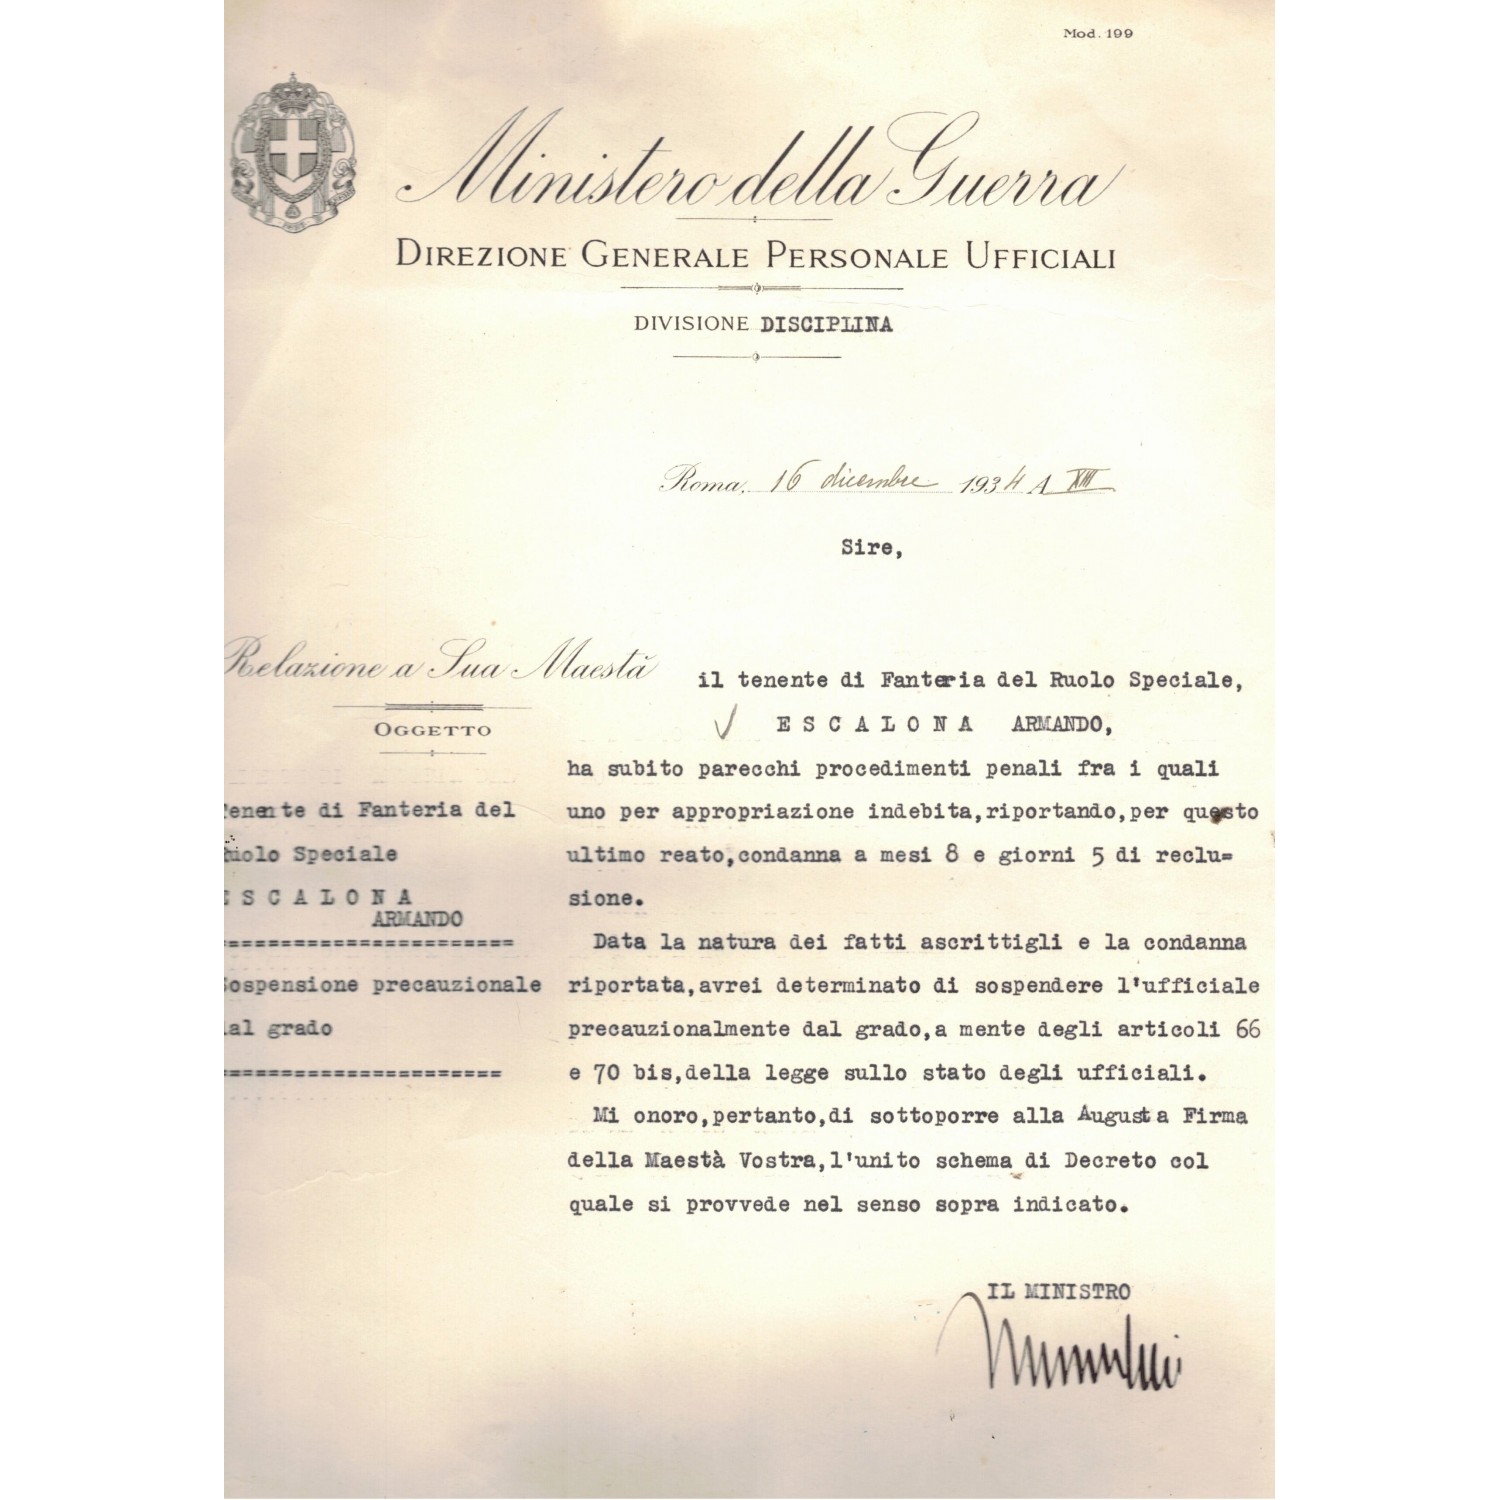 Mod. 199
Ministero della Guerra
DIREZIONE GENERALE PERSONALE UFFICIALI
DIVISIONE DISCIPLINA
Roma, 16 dicembre 1934 A XIII
Sire,
Relazione a Sua Maestà
OGGETTO
Tenente di Fanteria del
Ruolo Speciale
ESCALONA
ARMANDO
=======================
Sospensione precauzionale
dal grado
======================
il tenente di Fanteria del Ruolo Speciale,
ESCALONA ARMANDO,
ha subito parecchi procedimenti penali fra i quali
uno per appropriazione indebita,riportando,per questo
ultimo reato,condanna a mesi 8 e giorni 5 di reclu=
sione.
Data la natura dei fatti ascrittigli e la condanna
riportata,avrei determinato di sospendere l'ufficiale
precauzionalmente dal grado,a mente degli articoli 66
e 70 bis,della legge sullo stato degli ufficiali.
Mi onoro,pertanto,di sottoporre alla Augusta Firma
della Maestà Vostra,l'unito schema di Decreto col
quale si provvede nel senso sopra indicato.
IL MINISTRO
Mussolini